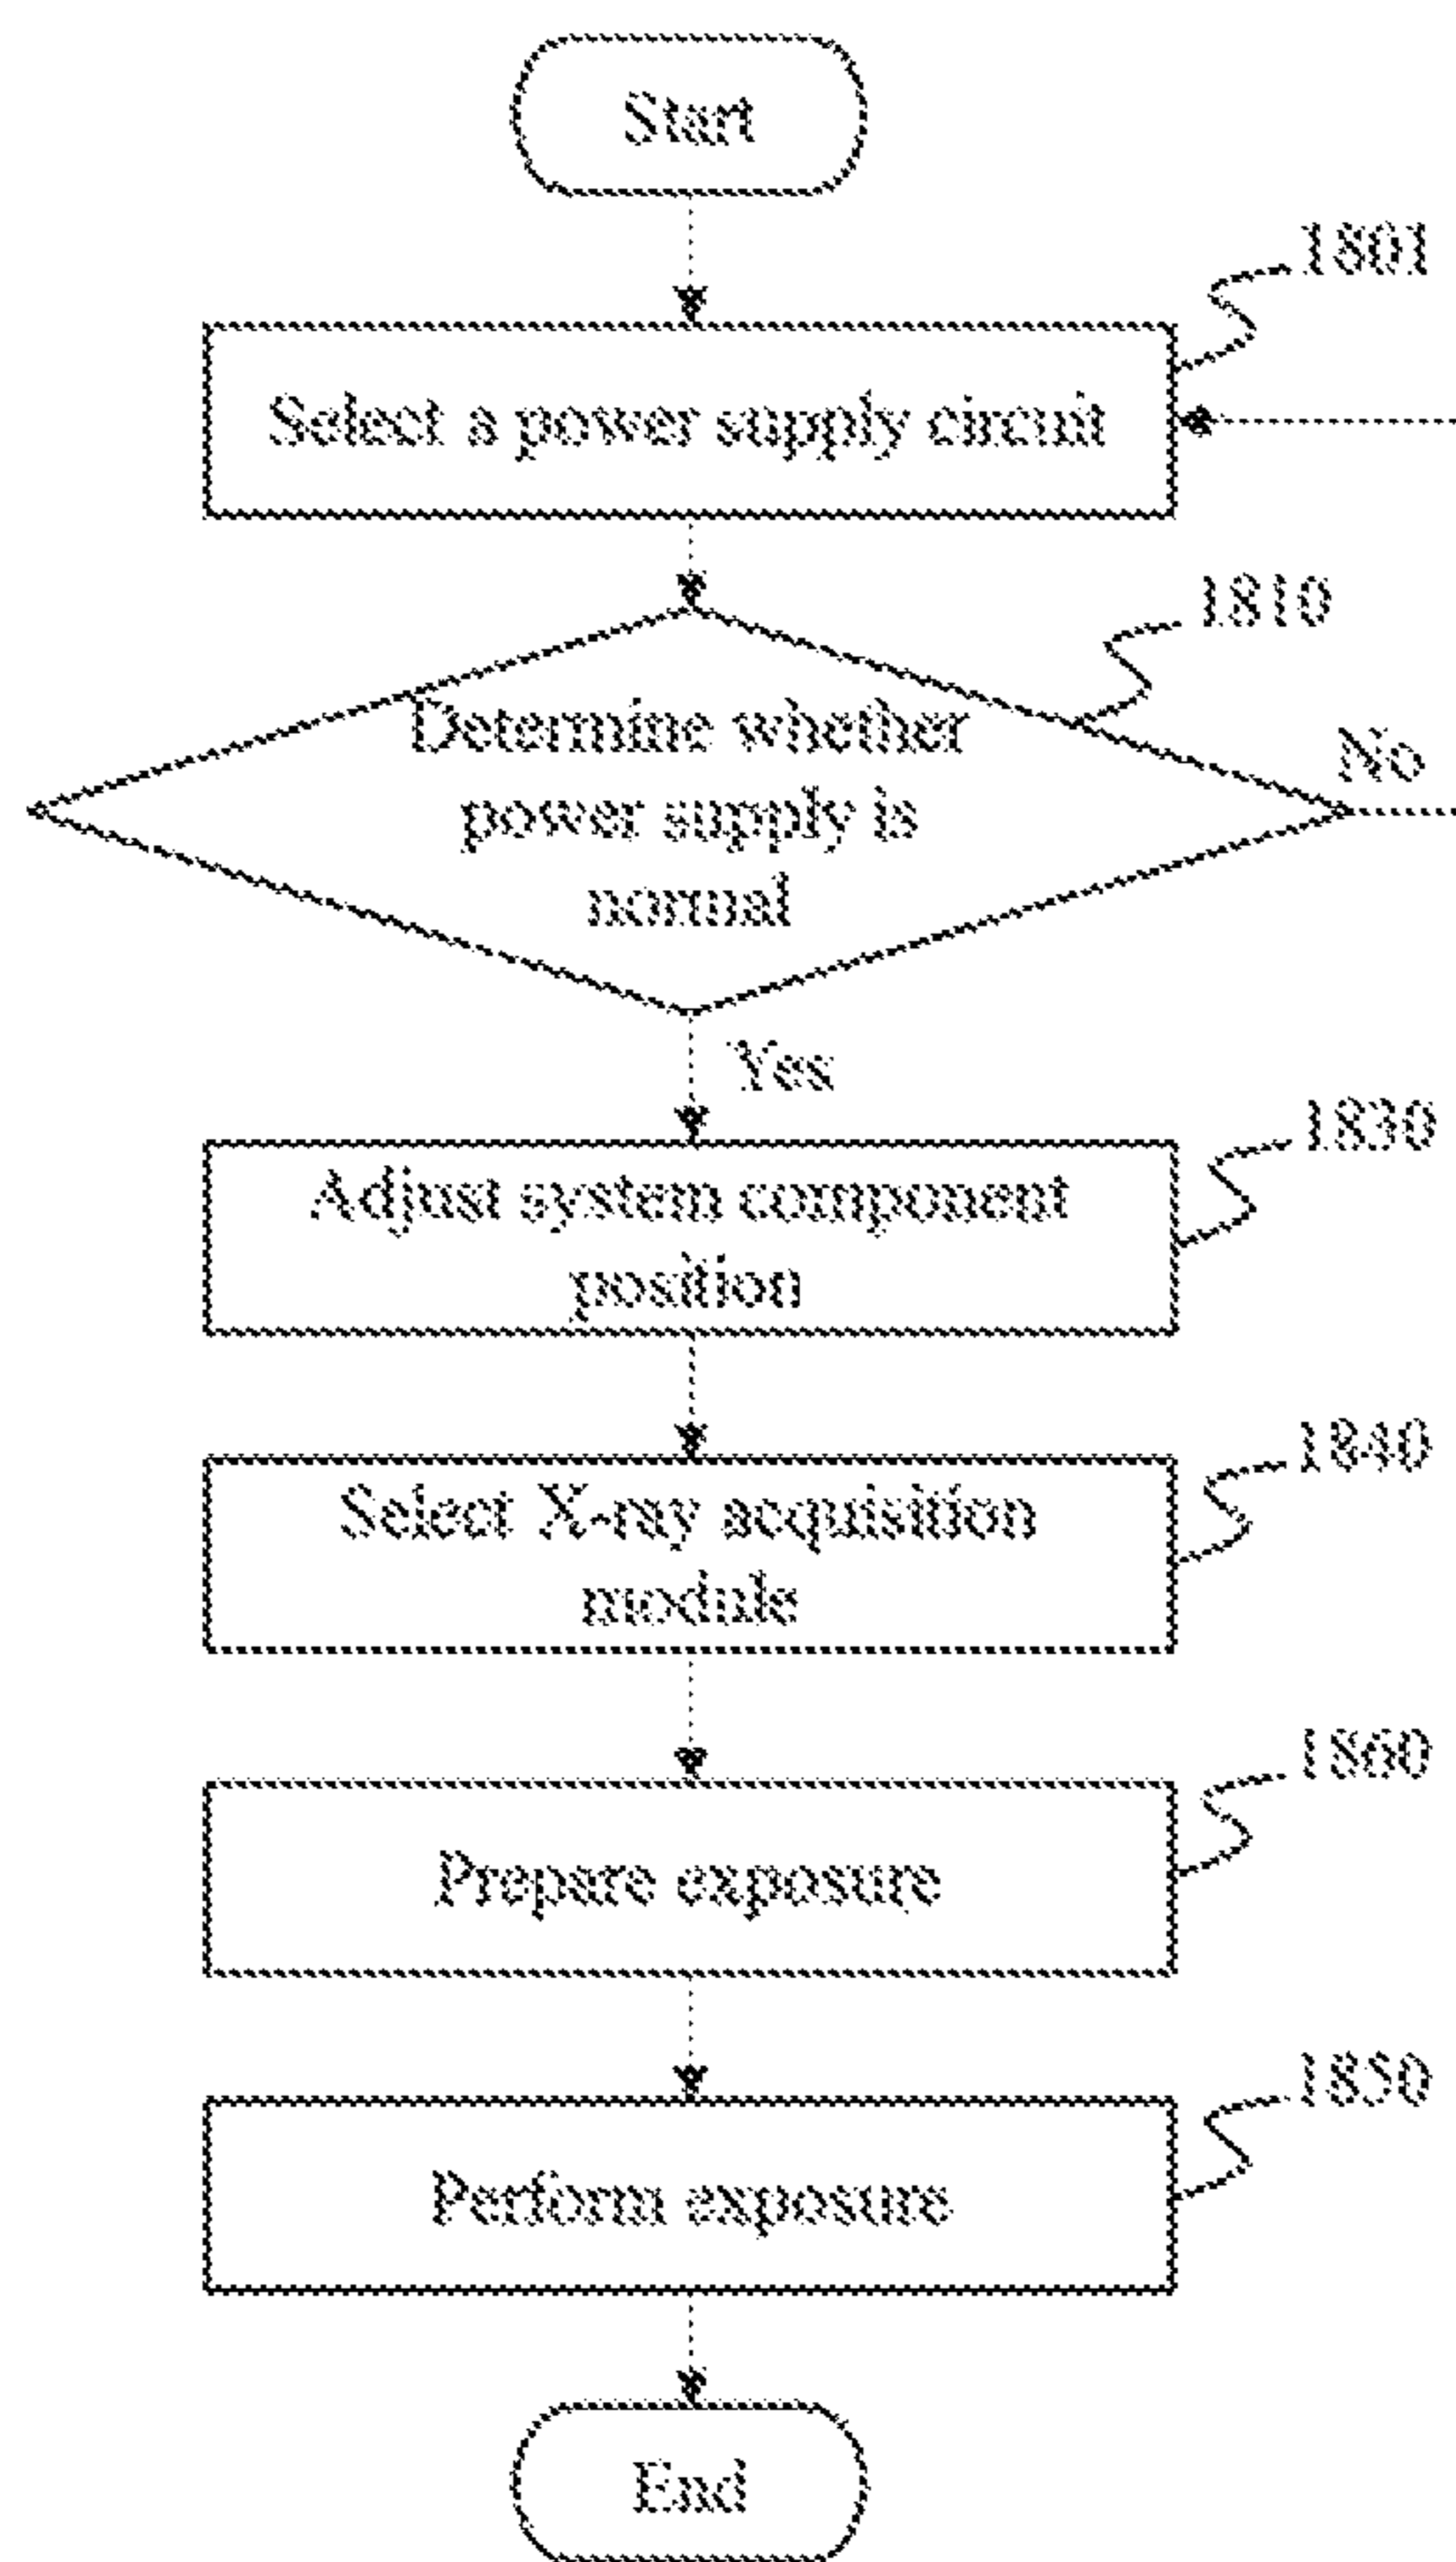 Start
1801
Select a power supply circuit
1810
Determine whether
power supply is
normal
No
Yes
1830
Adjust system component
position
1840
Select X-ray acquisition
module
1860
Prepare exposure
1850
Perform exposure
End